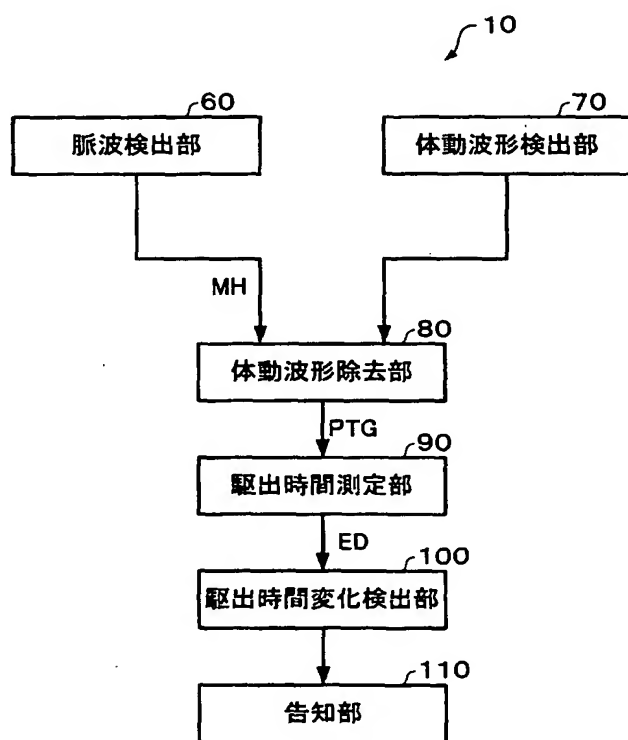 10
60
脈波検出部
70
体動波形検出部
MH
80
体動波形除去部
PTG
90
駆出時間測定部
ED
100
駆出時間変化検出部
110
告知部